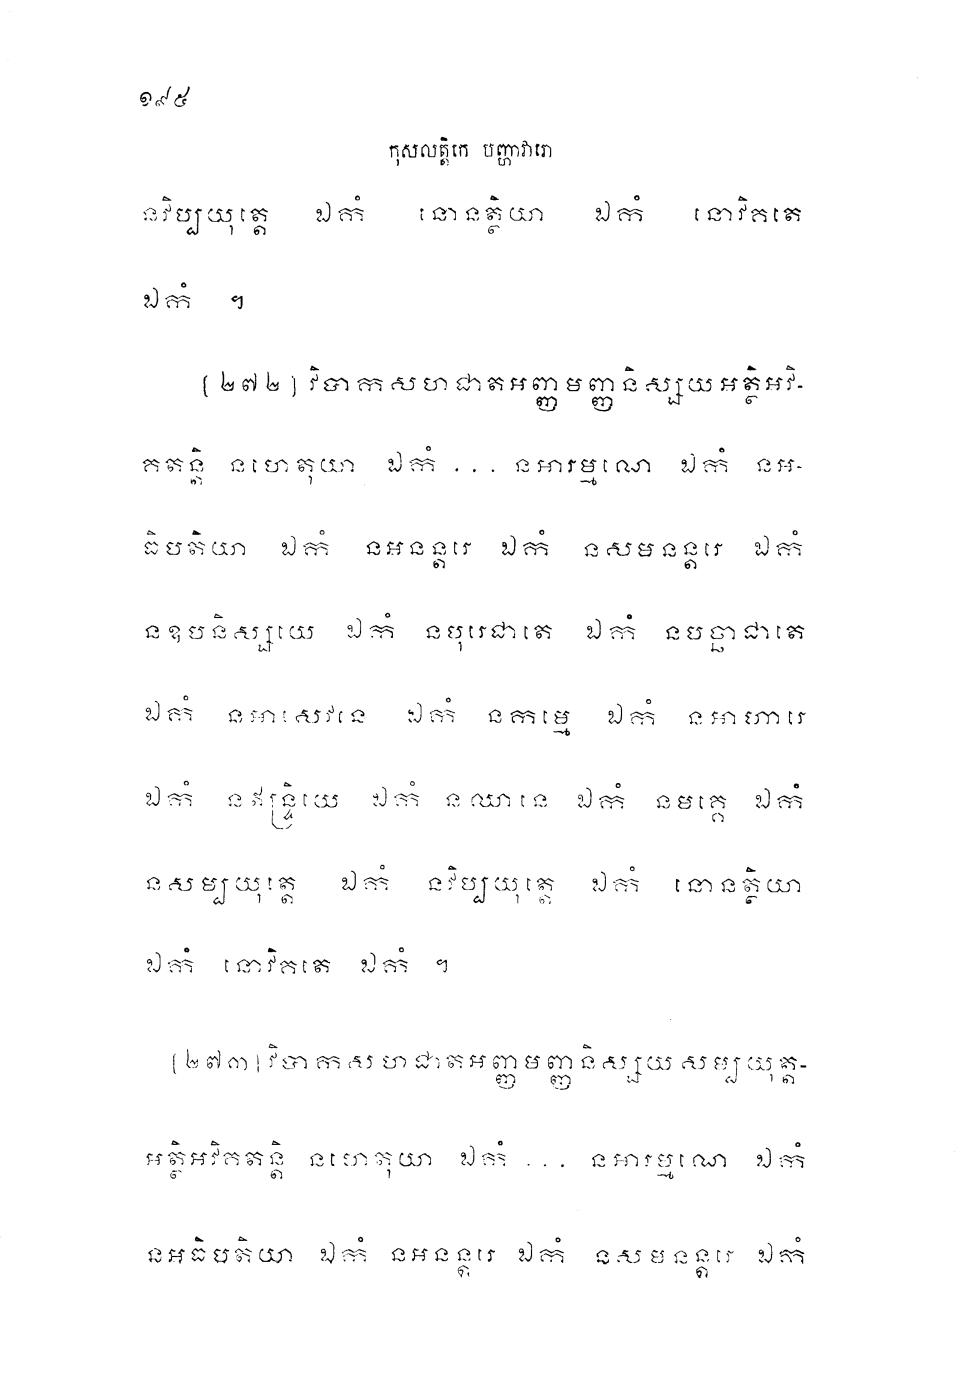 ១៩៥
កុសលត្តិកេ បញ្ហាវារោ
នវិប្បយុត្តេ ឯកំ នោនត្ថិយា ឯកំ នោវិគតេ
ឯកំ ។
(២៧២) វិបាកសហជាតអញ្ញមញ្ញនិស្សយអត្ថិអវិ-
គតន្តិ នហេតុយា ឯកំ ... នអារម្មណេ ឯកំ នអ-
ធិបតិយា ឯកំ នអនន្តរេ ឯកំ នសមនន្តរេ ឯកំ
នឧបនិស្សយេ ឯកំ នបុរេជាតេ ឯកំ នបច្ឆាជាតេ
ឯកំ នអាសេវនេ ឯកំ នកម្មេ ឯកំ នអាហារេ
ឯកំ នឥន្ទ្រិយេ ឯកំ នឈានេ ឯកំ នមគ្គេ ឯកំ
នសម្បយុត្តេ ឯកំ នវិប្បយុត្តេ ឯកំ នោនត្ថិយា
ឯកំ នោវិគតេ ឯកំ ។
(២៧៣) វិបាកសហជាតអញ្ញមញ្ញនិស្សយសម្បយុត្ត-
អត្ថិអវិគតន្តិ នហេតុយា ឯកំ ... នអារម្មណេ ឯកំ
នអធិបតិយា ឯកំ នអនន្តរេ ឯកំ នសមនន្តរេ ឯកំ